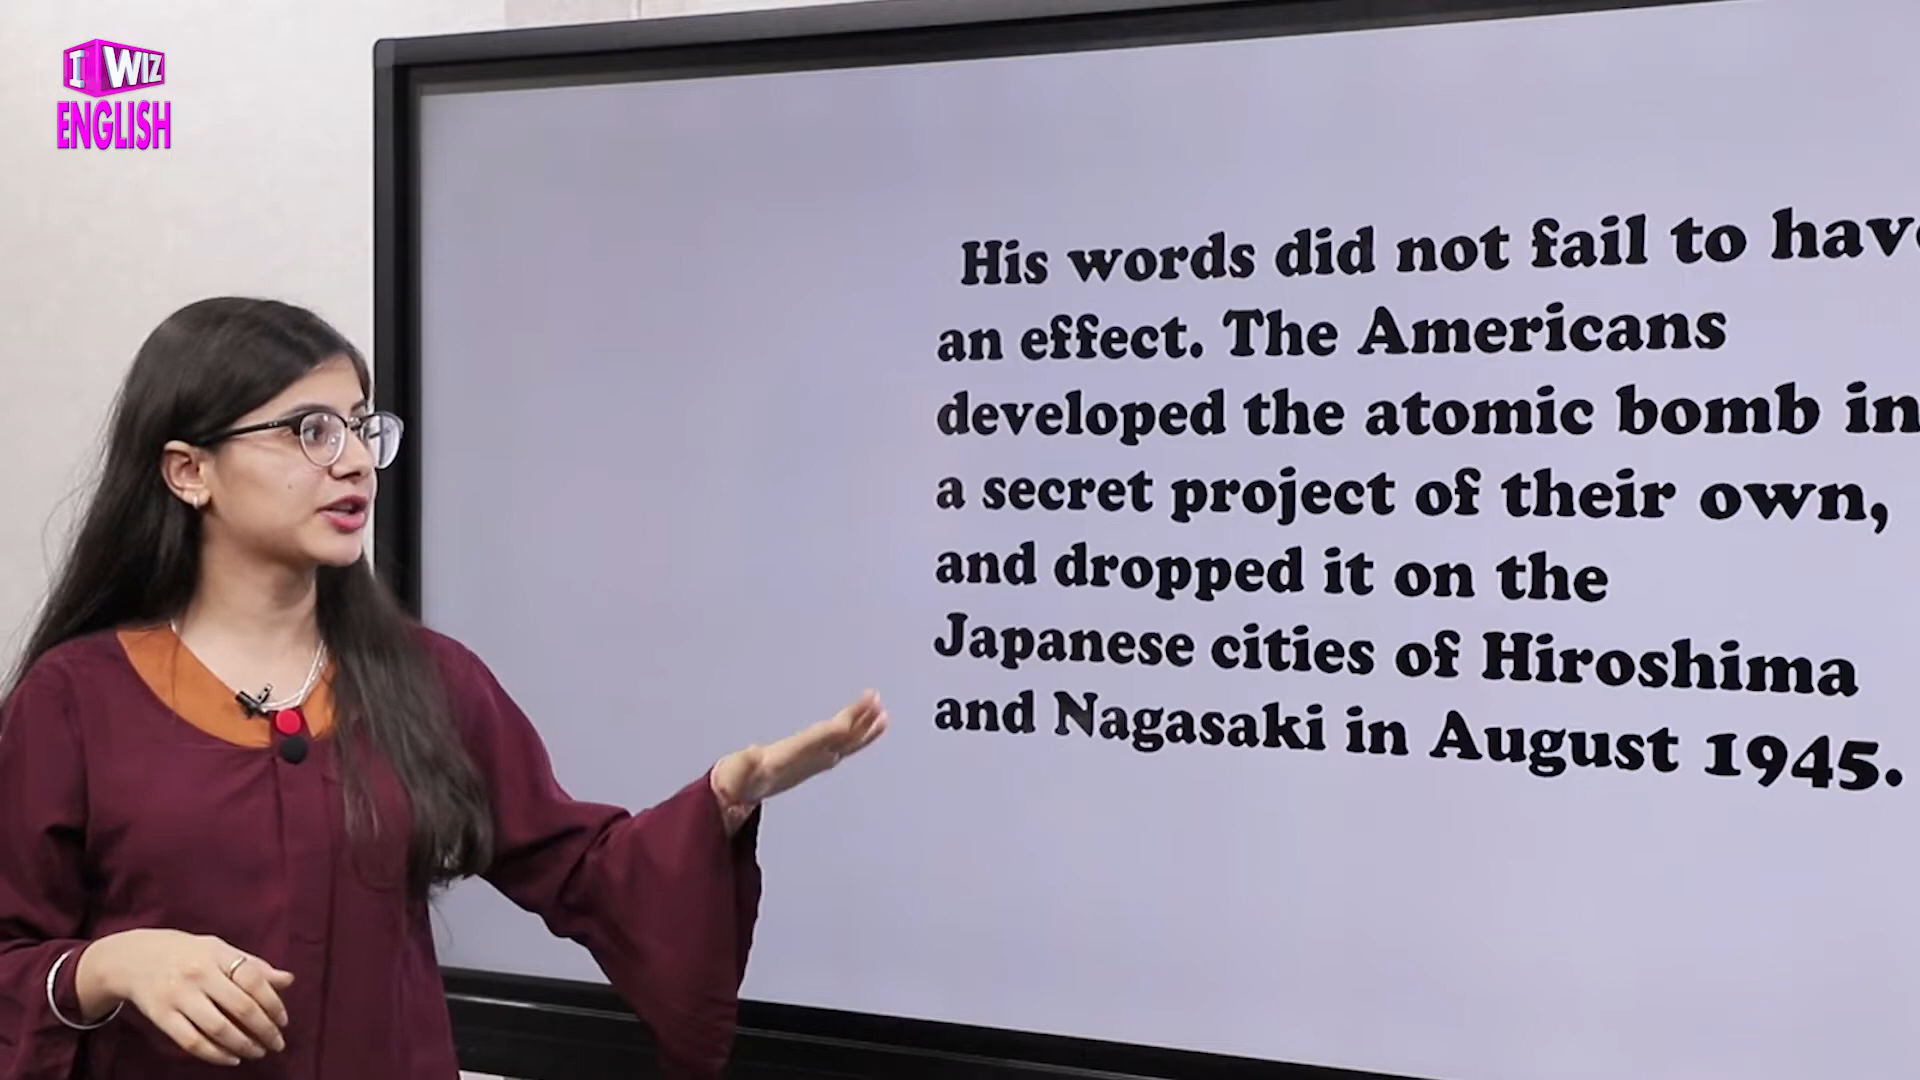 I WIZ
ENGLISH
His words did not fail to have
an effect. The Americans
developed the atomic bomb in
a secret project of their own,
and dropped it on the
Japanese cities of Hiroshima
and Nagasaki in August 1945.